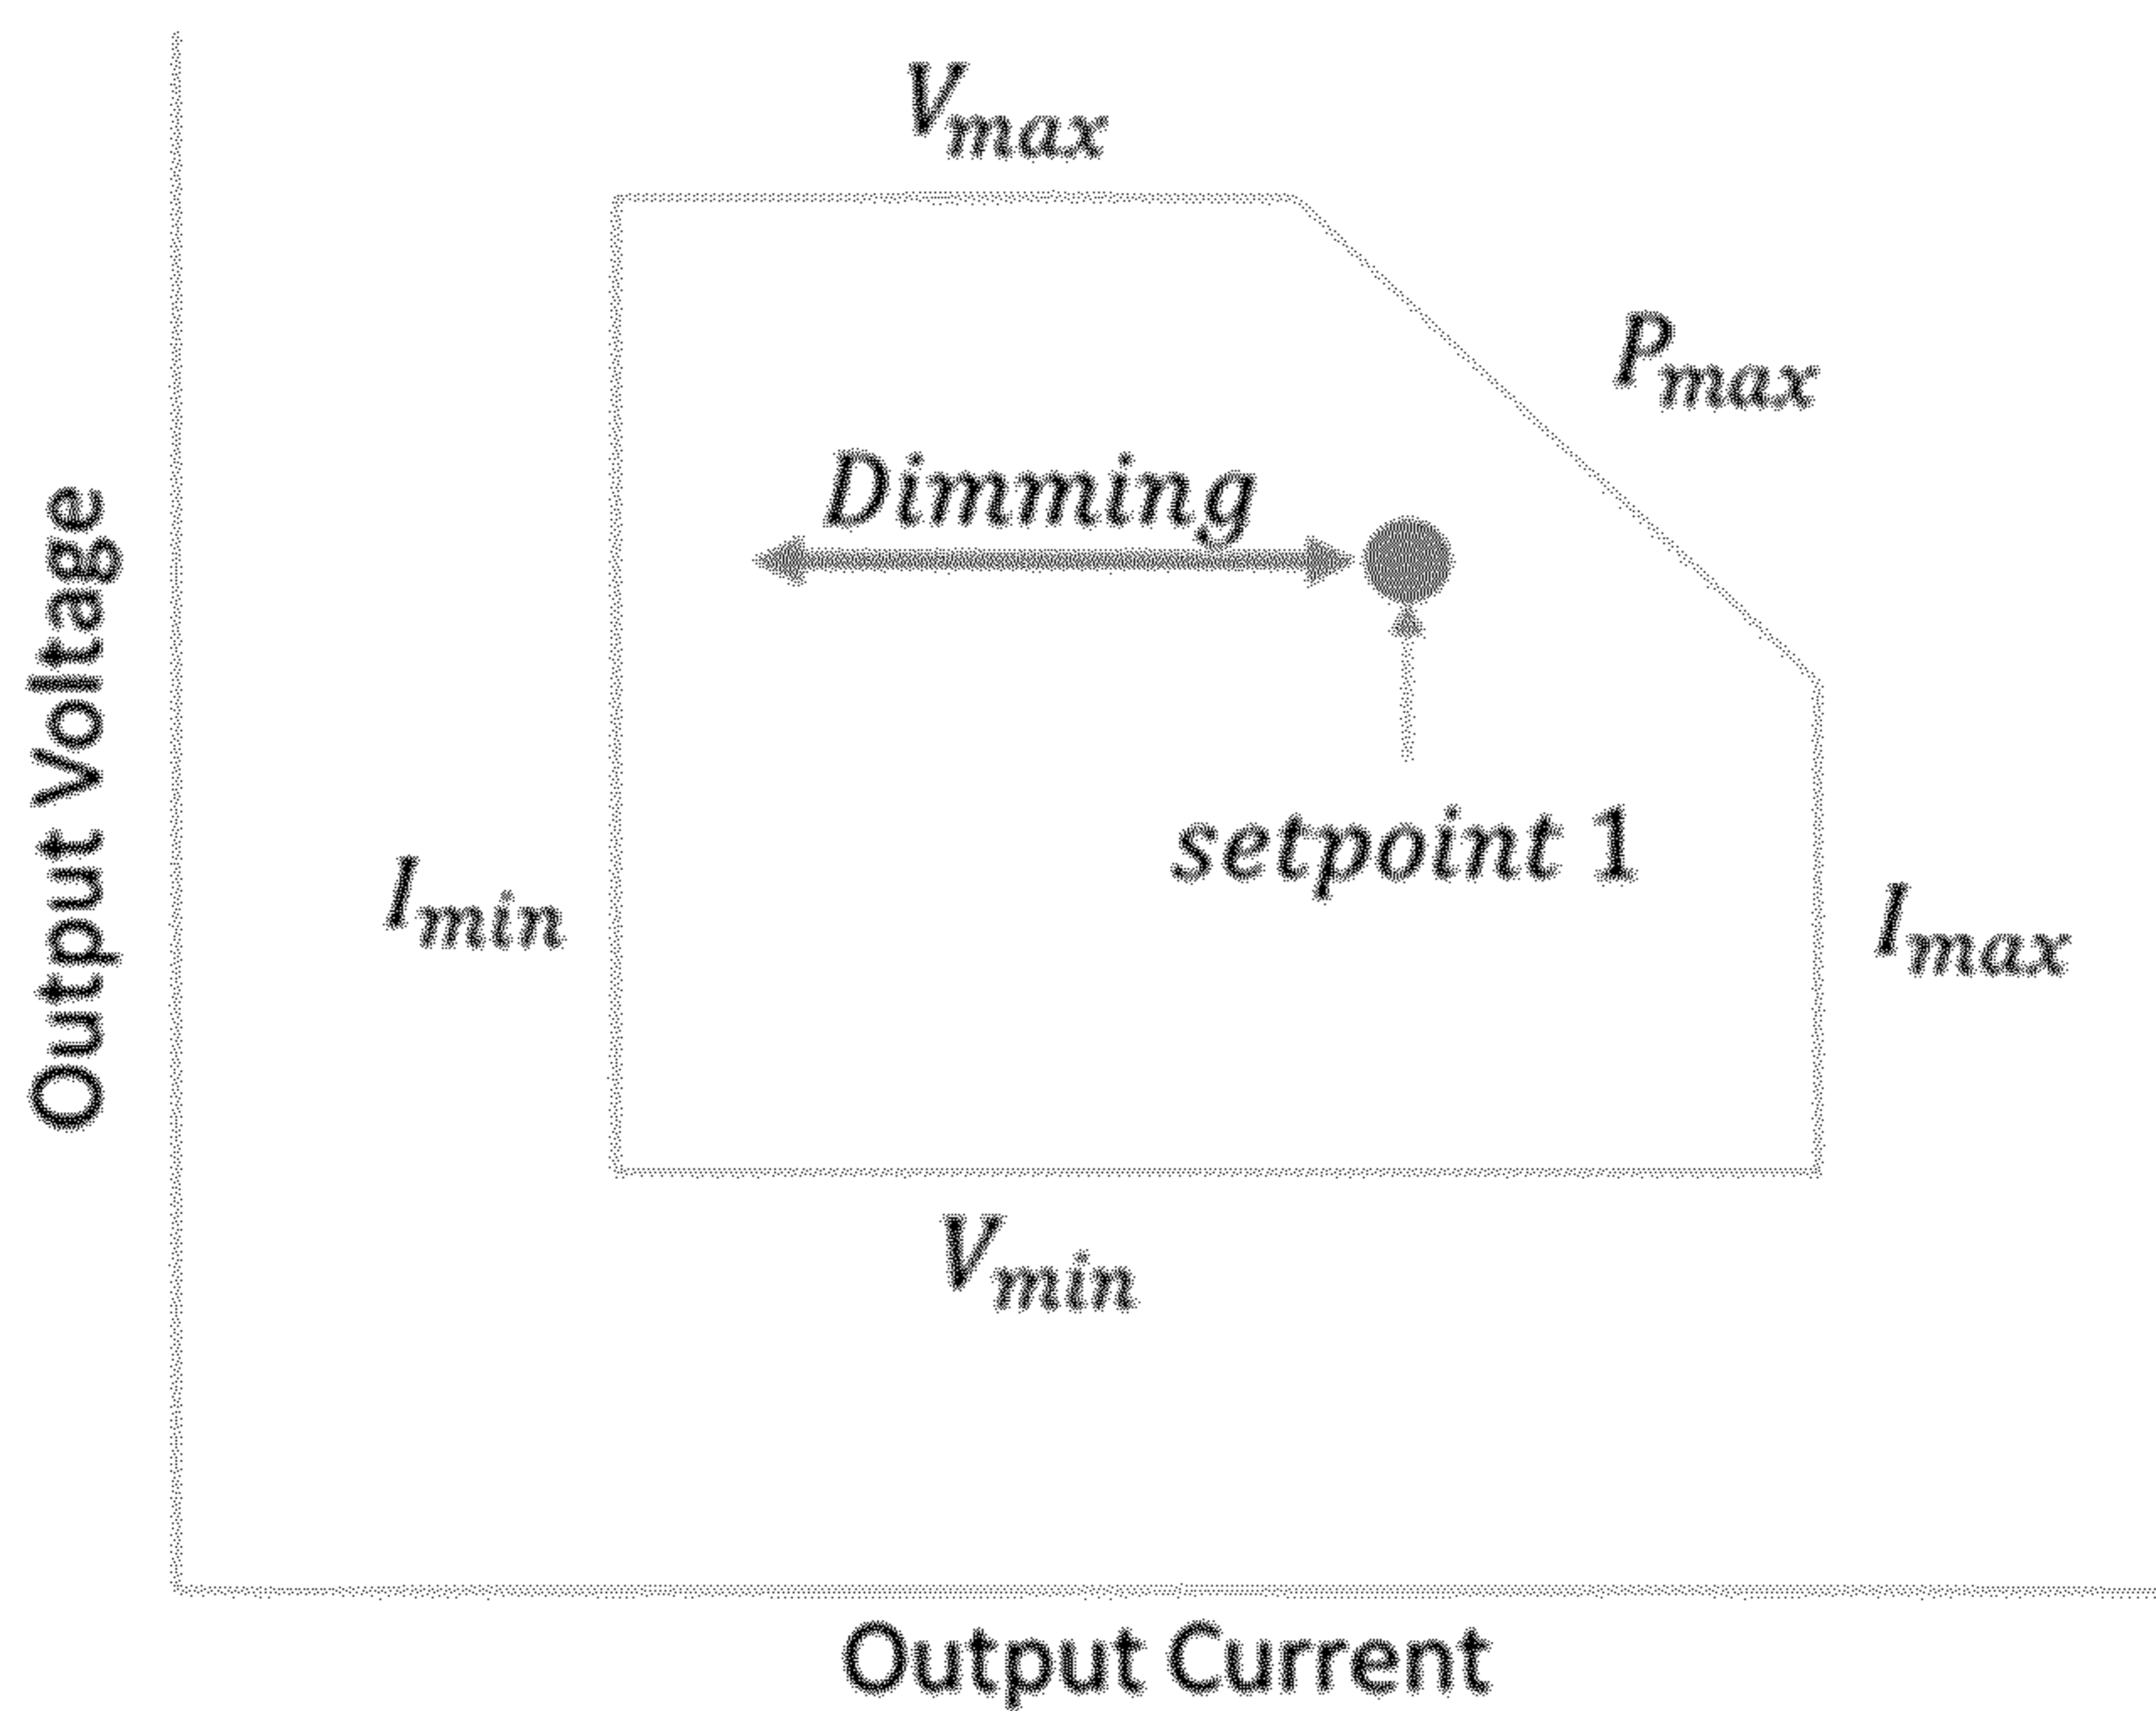 V_max
P_max
Dimming
setpoint 1
I_min
I_max
V_min
Output Voltage
Output Current